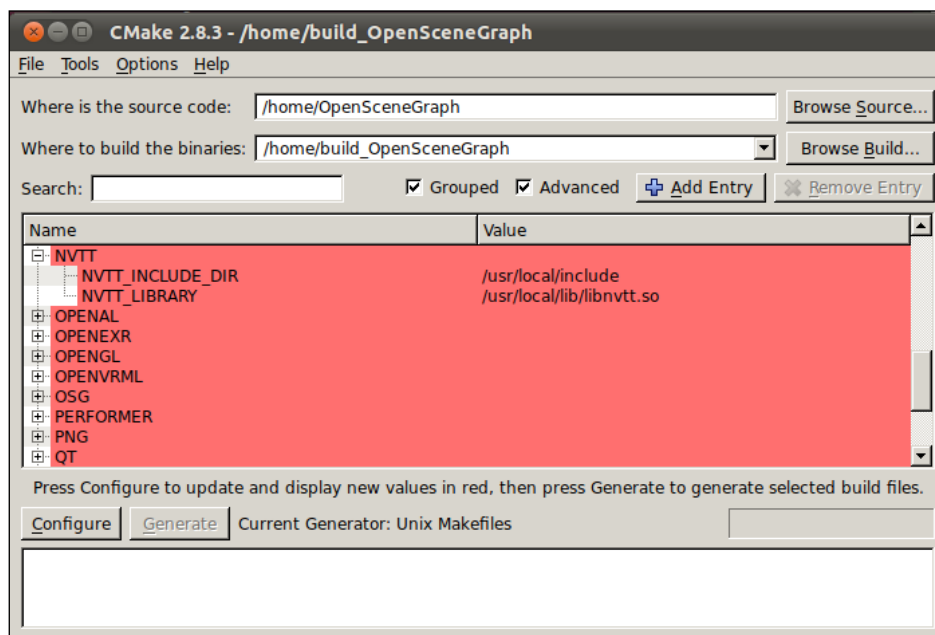 CMake 2.8.3 - /home/build_OpenSceneGraph
File Tools Options Help
Where is the source code: /home/OpenSceneGraph Browse Source...
Where to build the binaries: /home/build_OpenSceneGraph Browse Build...
Search: Grouped Advanced Add Entry Remove Entry
Name Value
NVTT
NVTT_INCLUDE_DIR /usr/local/include
NVTT_LIBRARY /usr/local/lib/libnvtt.so
OPENAL
OPENEXR
OPENGL
OPENVRML
OSG
PERFORMER
PNG
QT
Press Configure to update and display new values in red, then press Generate to generate selected build files.
Configure Generate Current Generator: Unix Makefiles